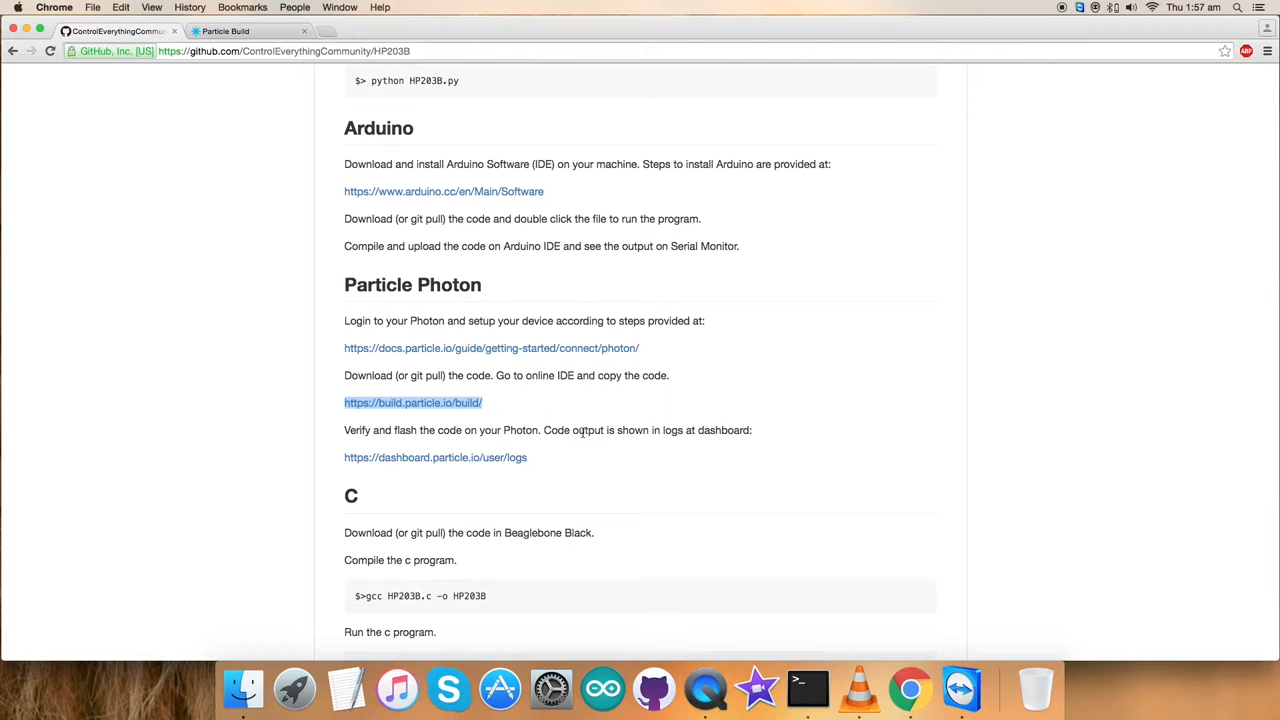 Chrome File Edit View History Bookmarks People Window Help Thu 1:57 am
ControlEverythingCommuni Particle Build
GitHub, Inc. [US] https://github.com/ControlEverythingCommunity/HP203B
ABP
$> python HP203B.py
Arduino
Download and install Arduino Software (IDE) on your machine. Steps to install Arduino are provided at:
https://www.arduino.cc/en/Main/Software
Download (or git pull) the code and double click the file to run the program.
Compile and upload the code on Arduino IDE and see the output on Serial Monitor.
Particle Photon
Login to your Photon and setup your device according to steps provided at:
https://docs.particle.io/guide/getting-started/connect/photon/
Download (or git pull) the code. Go to online IDE and copy the code.
https://build.particle.io/build/
Verify and flash the code on your Photon. Code output is shown in logs at dashboard:
https://dashboard.particle.io/user/logs
C
Download (or git pull) the code in Beaglebone Black.
Compile the c program.
$>gcc HP203B.c -o HP203B
Run the c program.